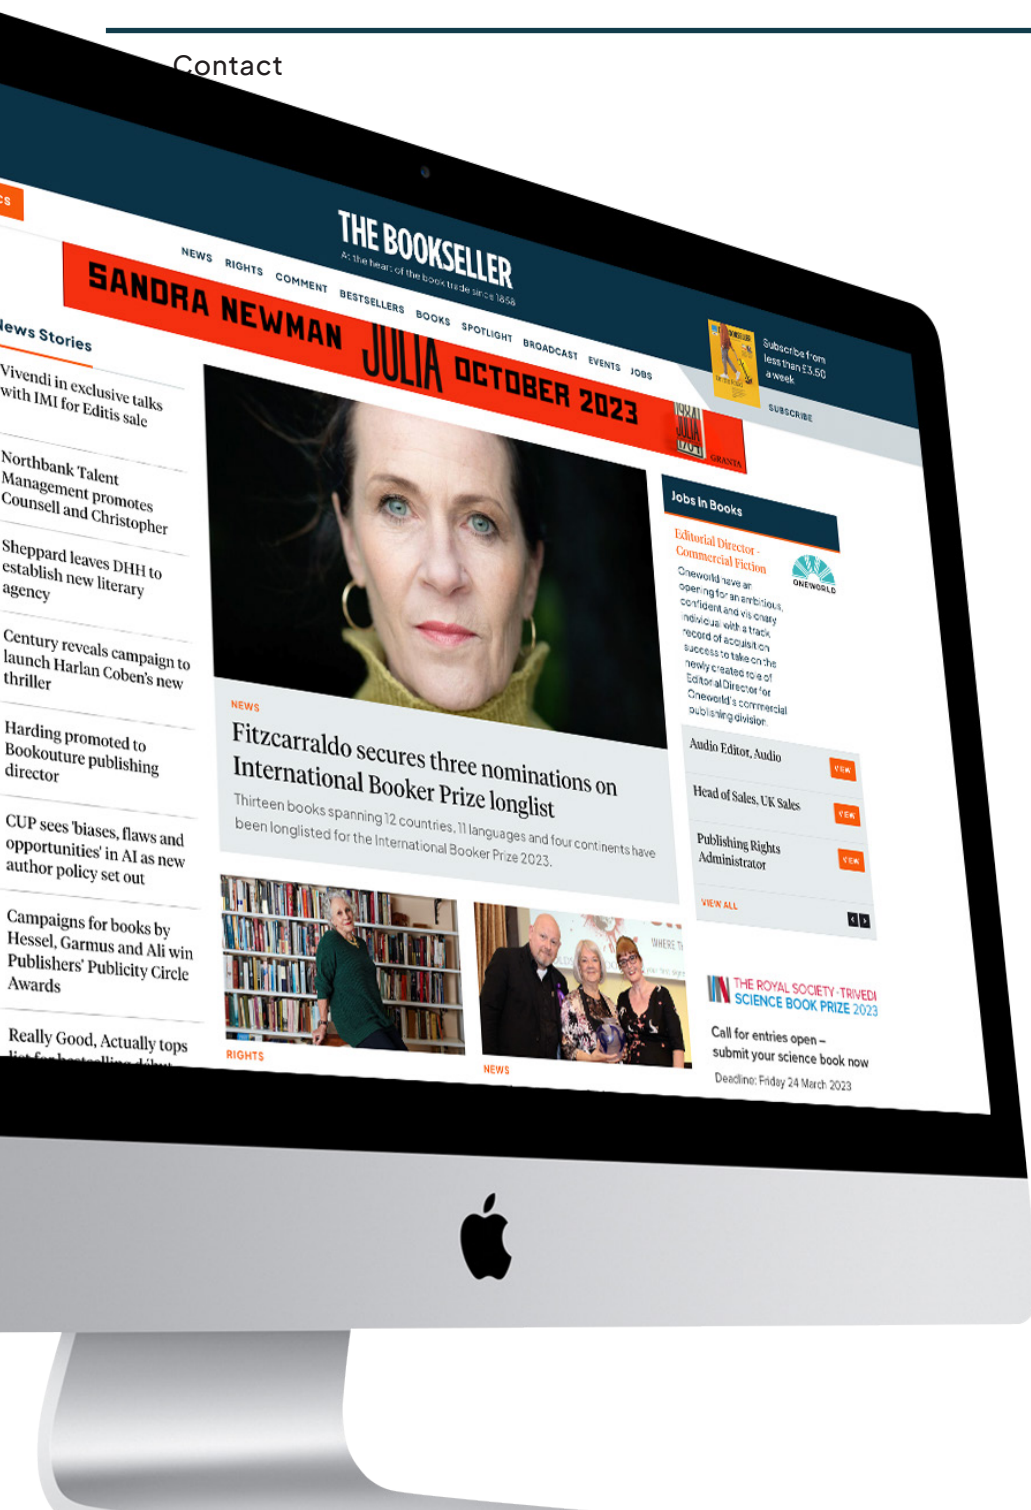 Contact
CS
THE BOOKSELLER
At the heart of the book trade since 1858
NEWS RIGHTS COMMENT BESTSELLERS BOOKS SPOTLIGHT BROADCAST EVENTS JOBS
Subscribe from
less than £3.50
a week
SUBSCRIBE
SANDRA NEWMAN JULIA OCTOBER 2023
JULIA
GRANTA
News Stories
Vivendi in exclusive talks
with IMI for Editis sale
Northbank Talent
Management promotes
Counsell and Christopher
Sheppard leaves DHH to
establish new literary
agency
Century reveals campaign to
launch Harlan Coben's new
thriller
Harding promoted to
Bookouture publishing
director
CUP sees 'biases, flaws and
opportunities' in AI as new
author policy set out
Campaigns for books by
Hessel, Garmus and Ali win
Publishers' Publicity Circle
Awards
Really Good, Actually tops
NEWS
Fitzcarraldo secures three nominations on
International Booker Prize longlist
Thirteen books spanning 12 countries, 11 languages and four continents have
been longlisted for the International Booker Prize 2023.
WHERE
RIGHTS
NEWS
Jobs In Books
Editorial Director -
Commercial Fiction
ONEWORLD
Oneworld have an
opening for an ambitious,
confident and visionary
individual with a track
record of acquisition
success to take on the
newly created role of
Editorial Director for
Oneworld's commercial
publishing division.
Audio Editor, Audio
VIEW
Head of Sales, UK Sales
VIEW
Publishing Rights
Administrator
VIEW
VIEW ALL
THE ROYAL SOCIETY · TRIVEDI
SCIENCE BOOK PRIZE 2023
Call for entries open –
submit your science book now
Deadline: Friday 24 March 2023